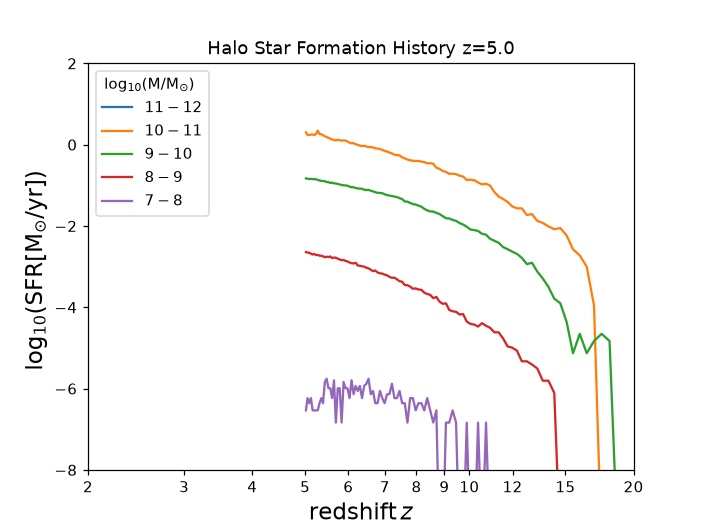 Halo Star Formation History z=5.0
log₁₀(M/M⊙)
11 − 12
10 − 11
9 − 10
8 − 9
7 − 8
2
0
−2
−4
−6
−8
log₁₀(SFR[M⊙/yr])
2 3 4 5 6 7 8 9 10 12 15 20
redshift z